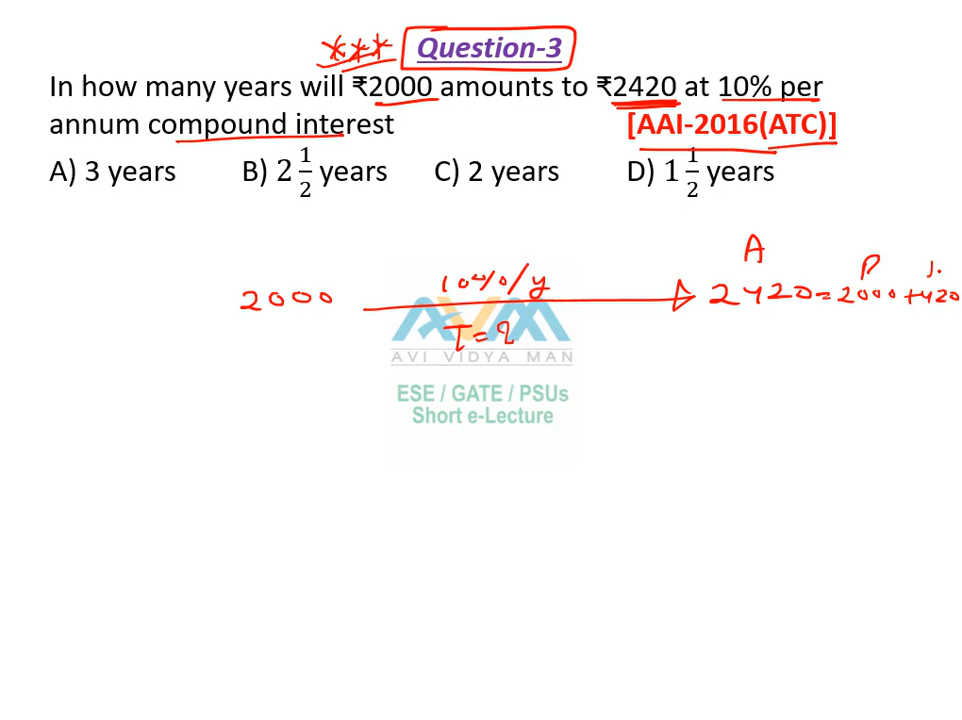 *** Question-3
In how many years will ₹2000 amounts to ₹2420 at 10% per
annum compound interest [AAI-2016(ATC)]
A) 3 years B) 2 1/2 years C) 2 years D) 1 1/2 years
A P I.
2000 10%/y 2420=2000+420
T=?
AVM
AVI VIDYA MAN
ESE / GATE / PSUs
Short e-Lecture